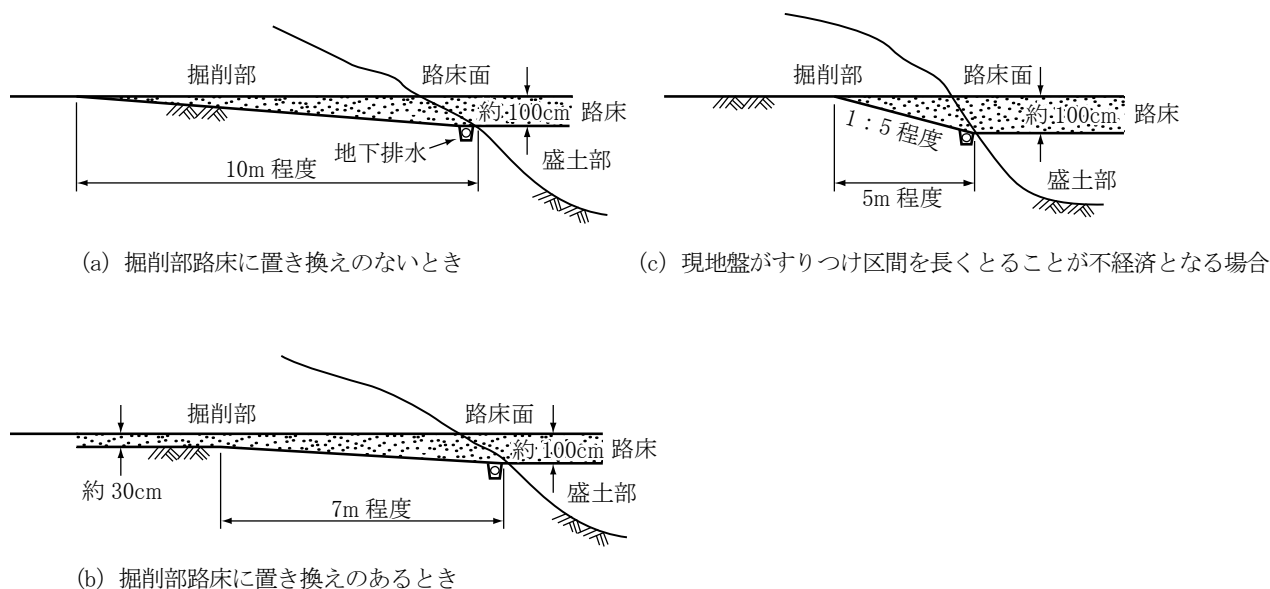 掘削部
路床面
約100cm
路床
地下排水
盛土部
10m 程度
(a) 掘削部路床に置き換えのないとき
掘削部
路床面
約100cm
路床
1：5 程度
盛土部
5m 程度
(c) 現地盤がすりつけ区間を長くとることが不経済となる場合
掘削部
路床面
約100cm
路床
約 30cm
盛土部
7m 程度
(b) 掘削部路床に置き換えのあるとき